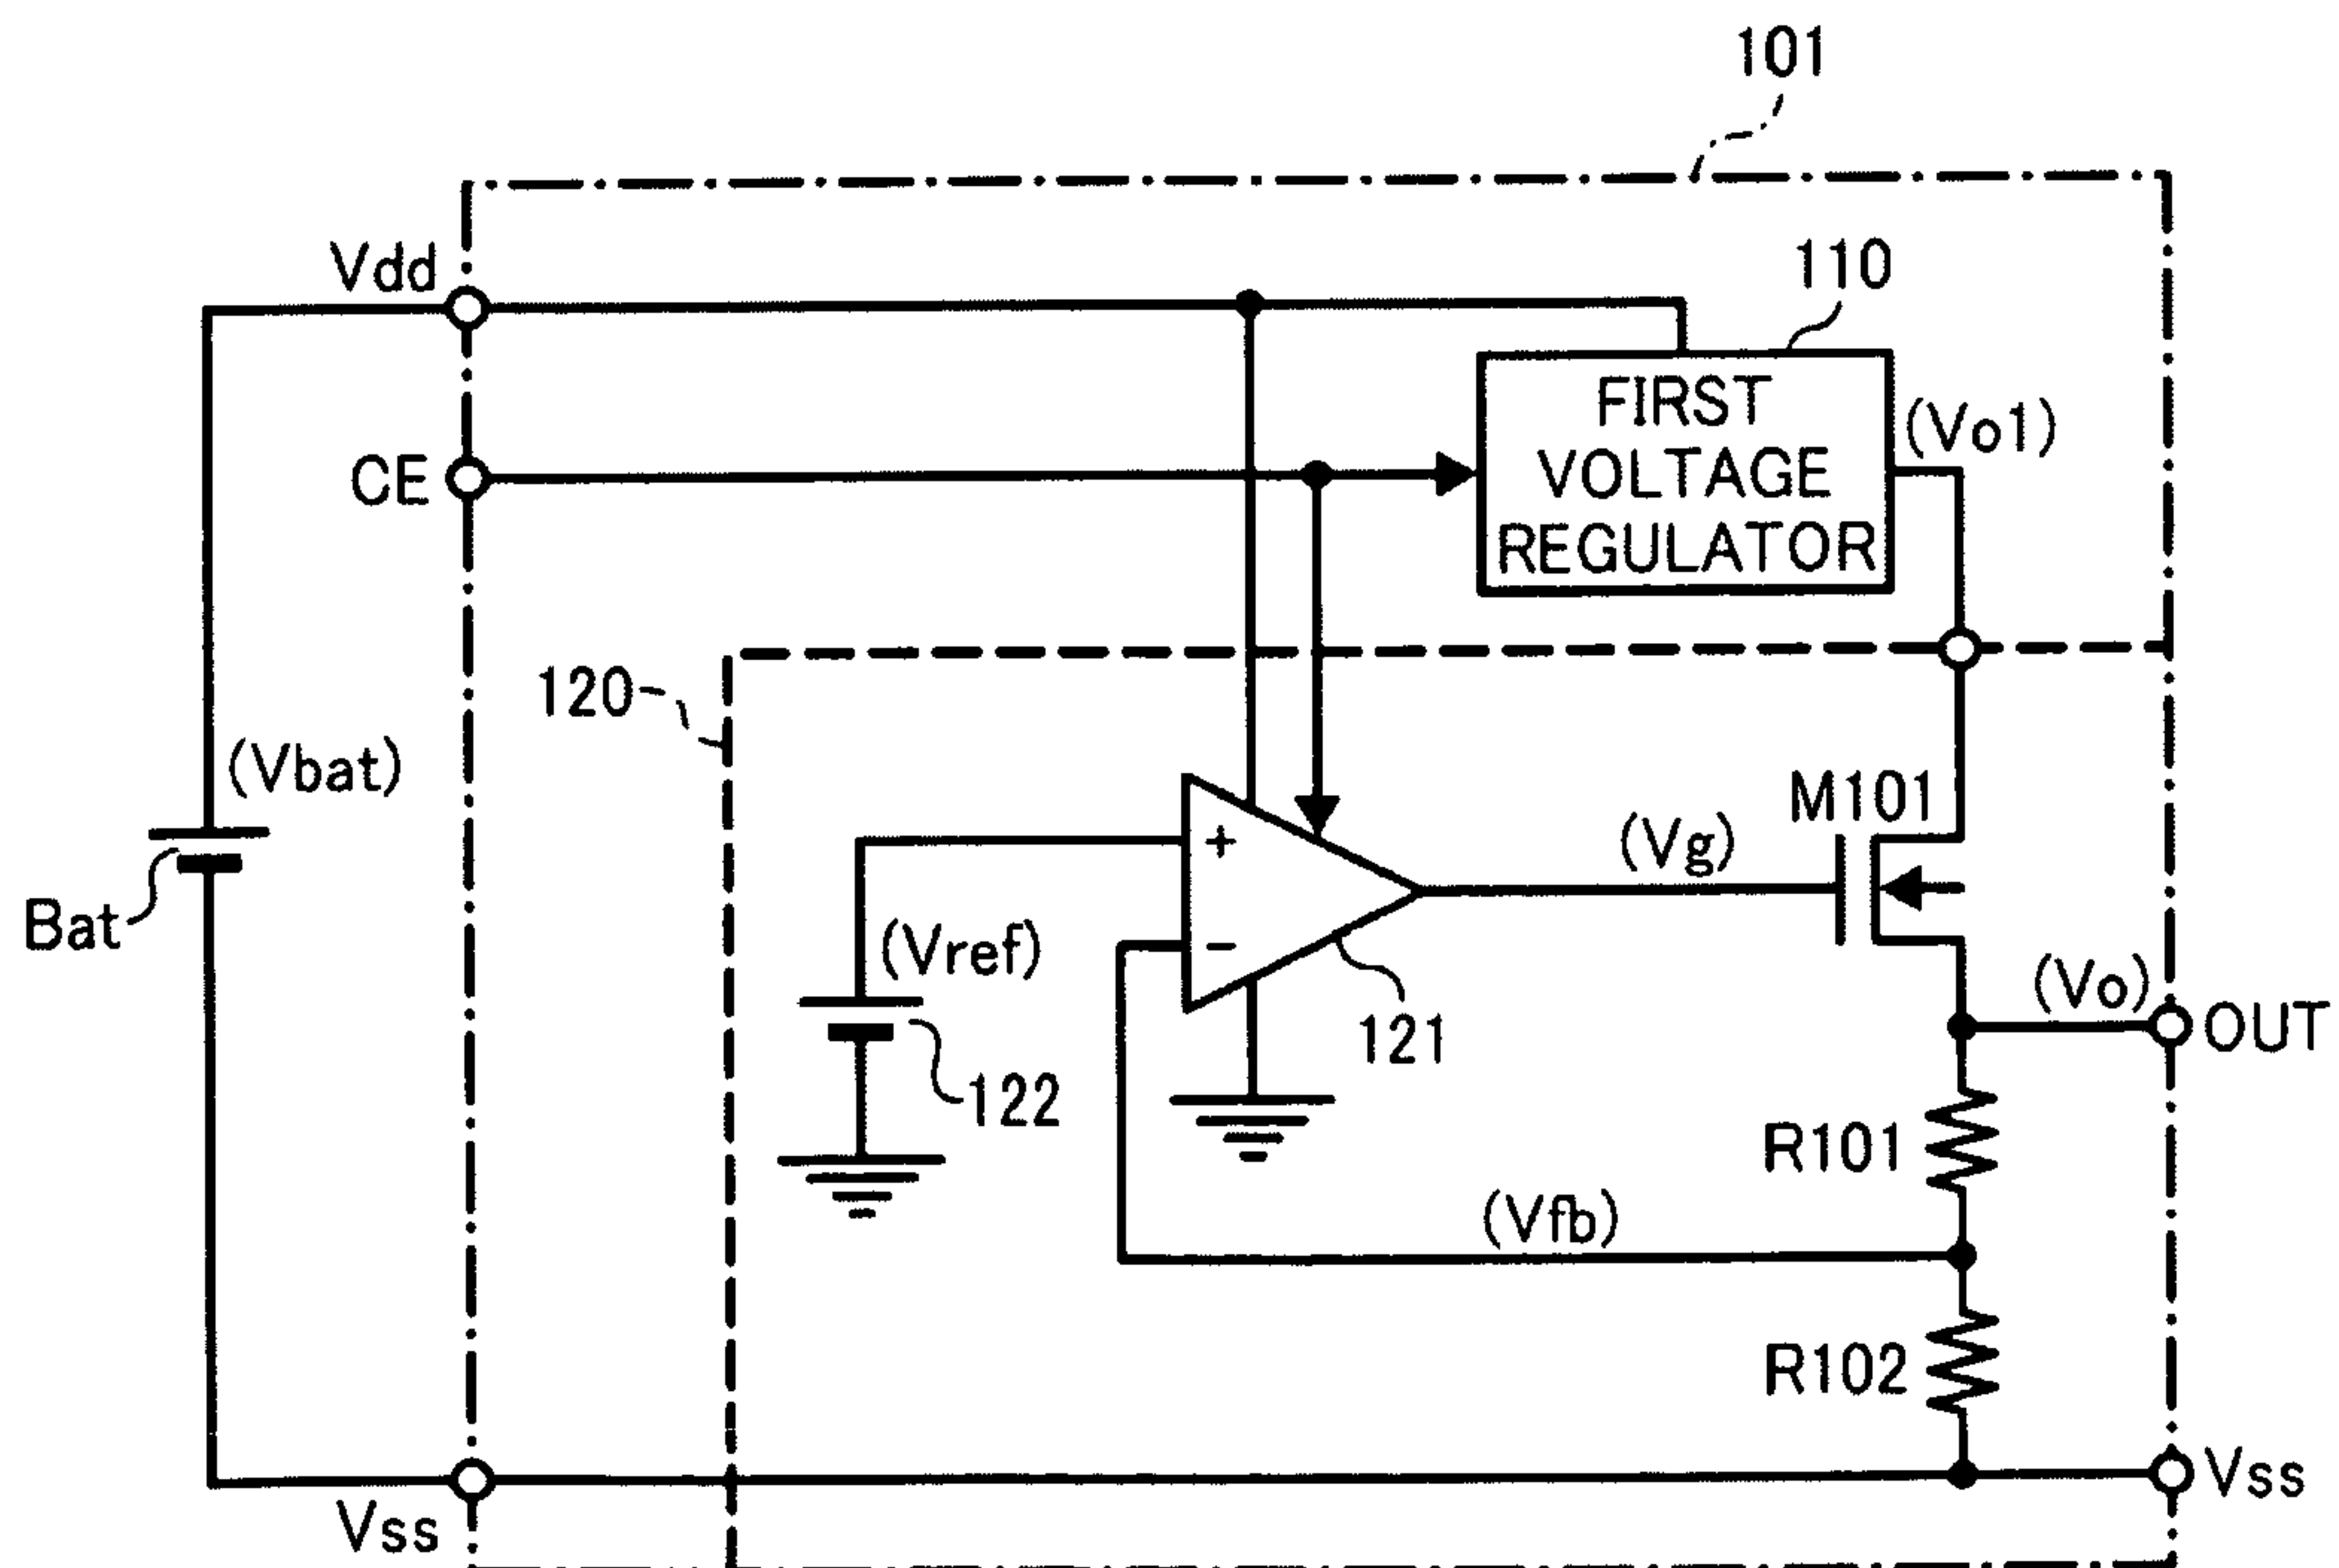 101
Vdd
110
FIRST
VOLTAGE
REGULATOR
(Vo1)
CE
120
(Vbat)
M101
+
(Vg)
Bat
(Vref)
-
(Vo)
OUT
121
122
R101
(Vfb)
R102
Vss
Vss